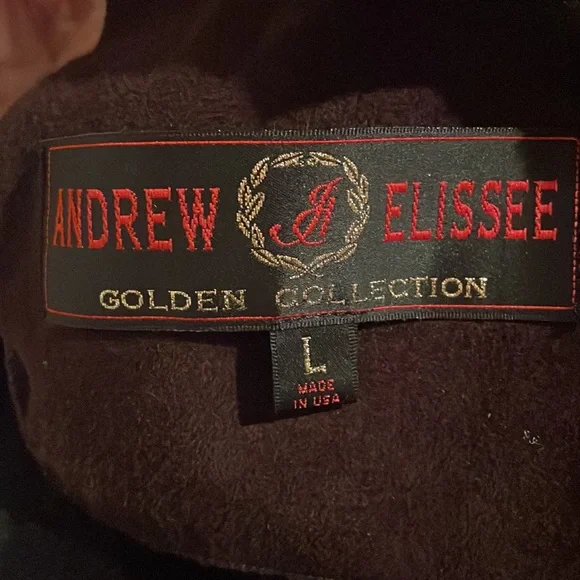 ANDREW ELISSEE
GOLDEN COLLECTION
L
MADE
IN USA